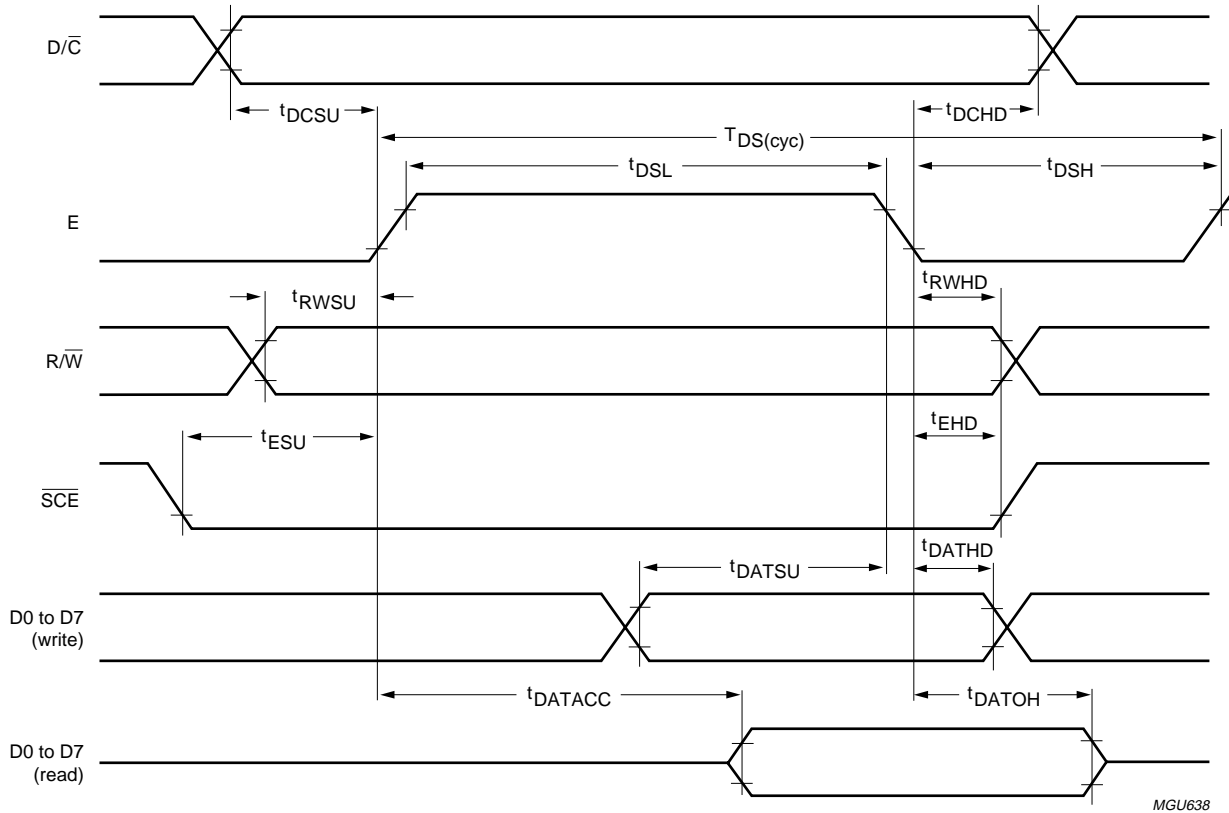 D/C̅
tDCSU
tDCHD
TDS(cyc)
tDSL
tDSH
E
tRWSU
tRWHD
R/W̅
tESU
tEHD
S̅C̅E̅
tDATSU
tDATHD
D0 to D7
(write)
tDATACC
tDATOH
D0 to D7
(read)
MGU638